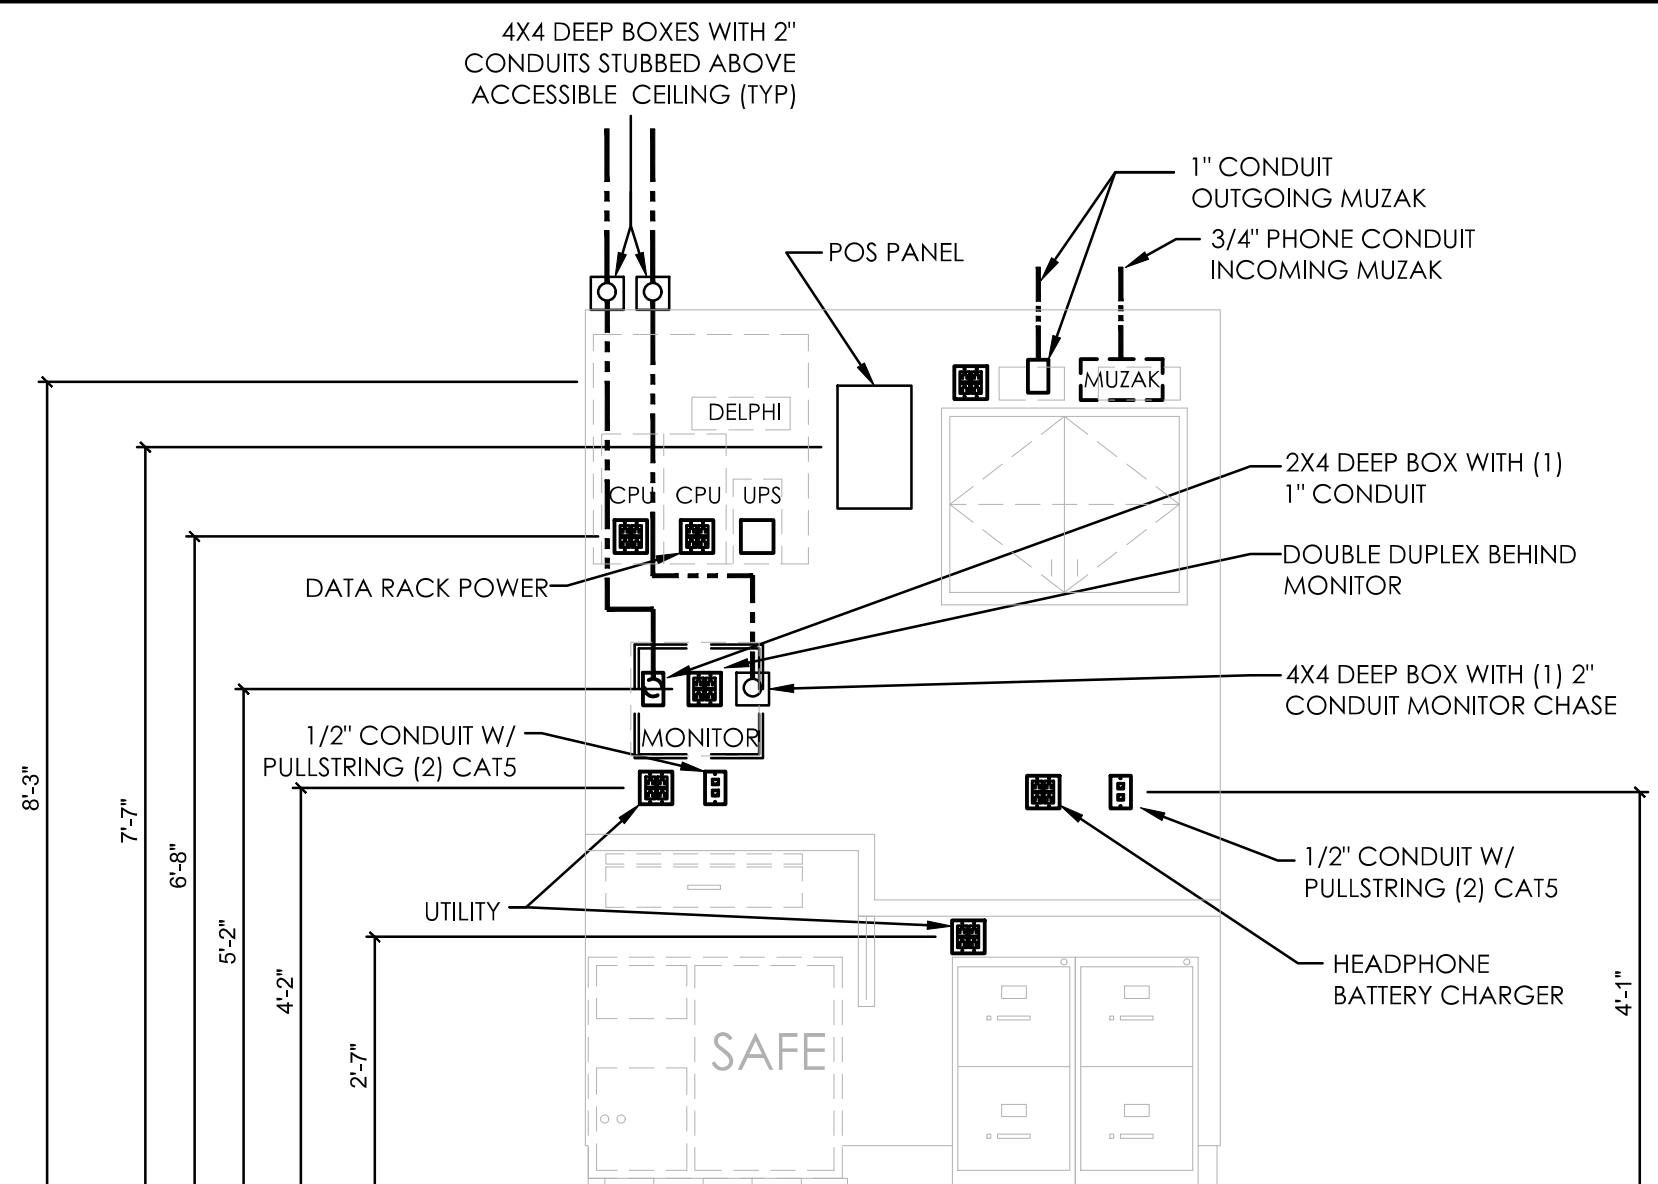 4X4 DEEP BOXES WITH 2"
CONDUITS STUBBED ABOVE
ACCESSIBLE CEILING (TYP)
1" CONDUIT
OUTGOING MUZAK
3/4" PHONE CONDUIT
INCOMING MUZAK
POS PANEL
MUZAK
DELPHI
2X4 DEEP BOX WITH (1)
1" CONDUIT
CPU
CPU
UPS
DOUBLE DUPLEX BEHIND
MONITOR
DATA RACK POWER
4X4 DEEP BOX WITH (1) 2"
CONDUIT MONITOR CHASE
MONITOR
1/2" CONDUIT W/
PULLSTRING (2) CAT5
8'-3"
7'-7"
6'-8"
5'-2"
4'-2"
2'-7"
4'-1"
1/2" CONDUIT W/
PULLSTRING (2) CAT5
UTILITY
HEADPHONE
BATTERY CHARGER
SAFE